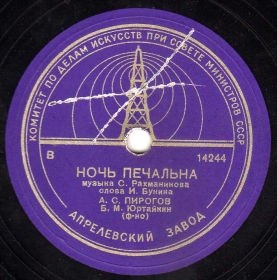 КОМИТЕТ ПО ДЕЛАМ ИСКУССТВ ПРИ СОВЕТЕ МИНИСТРОВ СССР
В
14244
НОЧЬ ПЕЧАЛЬНА
музыка С. Рахманинова
слова И. Бунина
А. С. ПИРОГОВ
Б. М. Юртайкин
(ф-но)
АПРЕЛЕВСКИЙ ЗАВОД